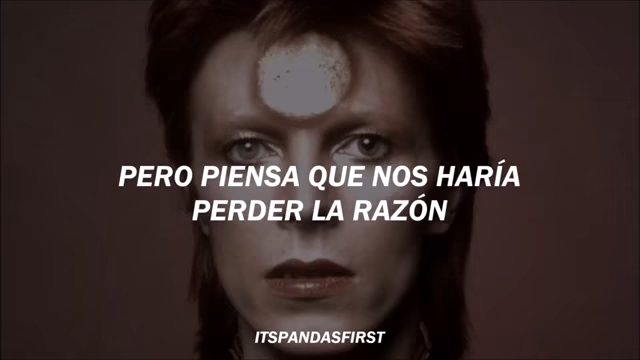 PERO PIENSA QUE NOS HARÍA
PERDER LA RAZÓN
ITSPANDASFIRST